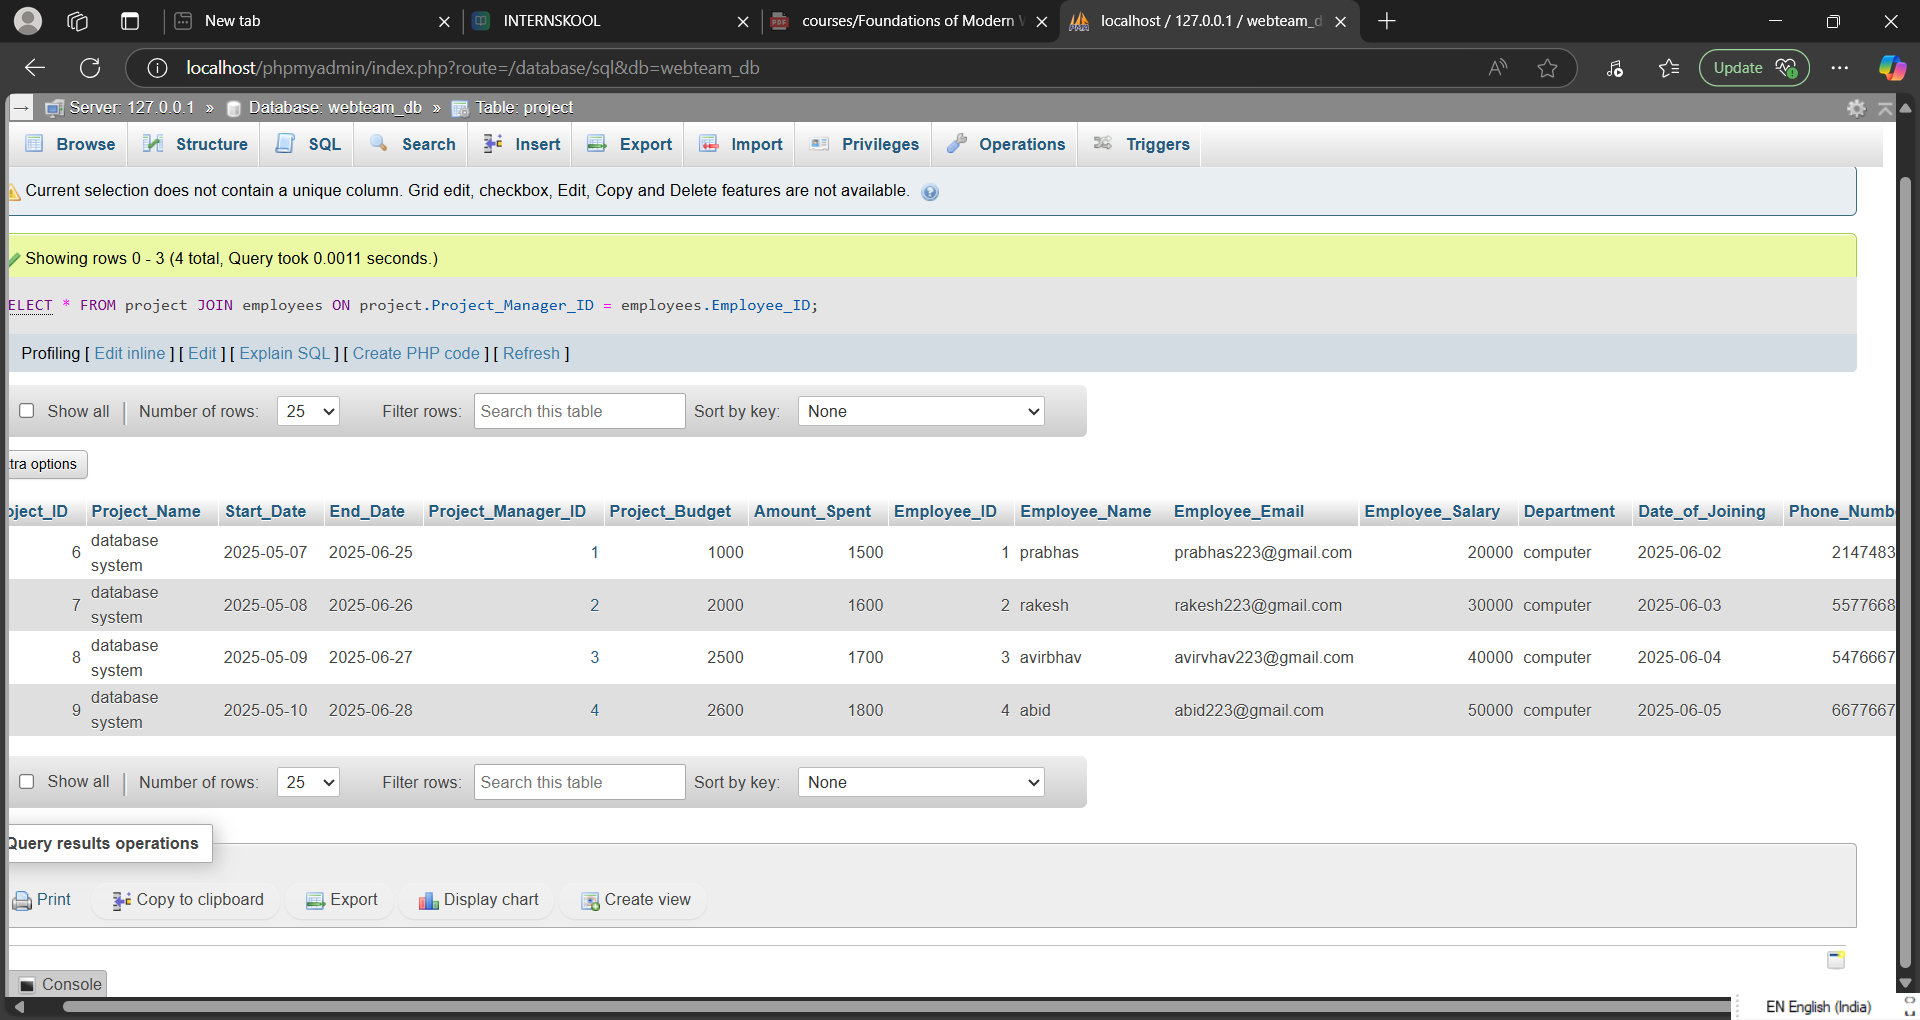 New tab
INTERNSKOOL
courses/Foundations of Modern
localhost / 127.0.0.1 / webteam_d
localhost/phpmyadmin/index.php?route=/database/sql&db=webteam_db
Update
Server: 127.0.0.1 » Database: webteam_db » Table: project
Browse Structure SQL Search Insert Export Import Privileges Operations Triggers
Current selection does not contain a unique column. Grid edit, checkbox, Edit, Copy and Delete features are not available.
Showing rows 0 - 3 (4 total, Query took 0.0011 seconds.)
ELECT * FROM project JOIN employees ON project.Project_Manager_ID = employees.Employee_ID;
Profiling [ Edit inline ] [ Edit ] [ Explain SQL ] [ Create PHP code ] [ Refresh ]
Show all Number of rows: 25 Filter rows: Search this table Sort by key: None
tra options
oject_ID Project_Name Start_Date End_Date Project_Manager_ID Project_Budget Amount_Spent Employee_ID Employee_Name Employee_Email Employee_Salary Department Date_of_Joining Phone_Numb
6 database system 2025-05-07 2025-06-25 1 1000 1500 1 prabhas prabhas223@gmail.com 20000 computer 2025-06-02 2147483
7 database system 2025-05-08 2025-06-26 2 2000 1600 2 rakesh rakesh223@gmail.com 30000 computer 2025-06-03 5577668
8 database system 2025-05-09 2025-06-27 3 2500 1700 3 avirbhav avirvhav223@gmail.com 40000 computer 2025-06-04 5476667
9 database system 2025-05-10 2025-06-28 4 2600 1800 4 abid abid223@gmail.com 50000 computer 2025-06-05 6677667
Show all Number of rows: 25 Filter rows: Search this table Sort by key: None
Query results operations
Print Copy to clipboard Export Display chart Create view
Console
EN English (India)